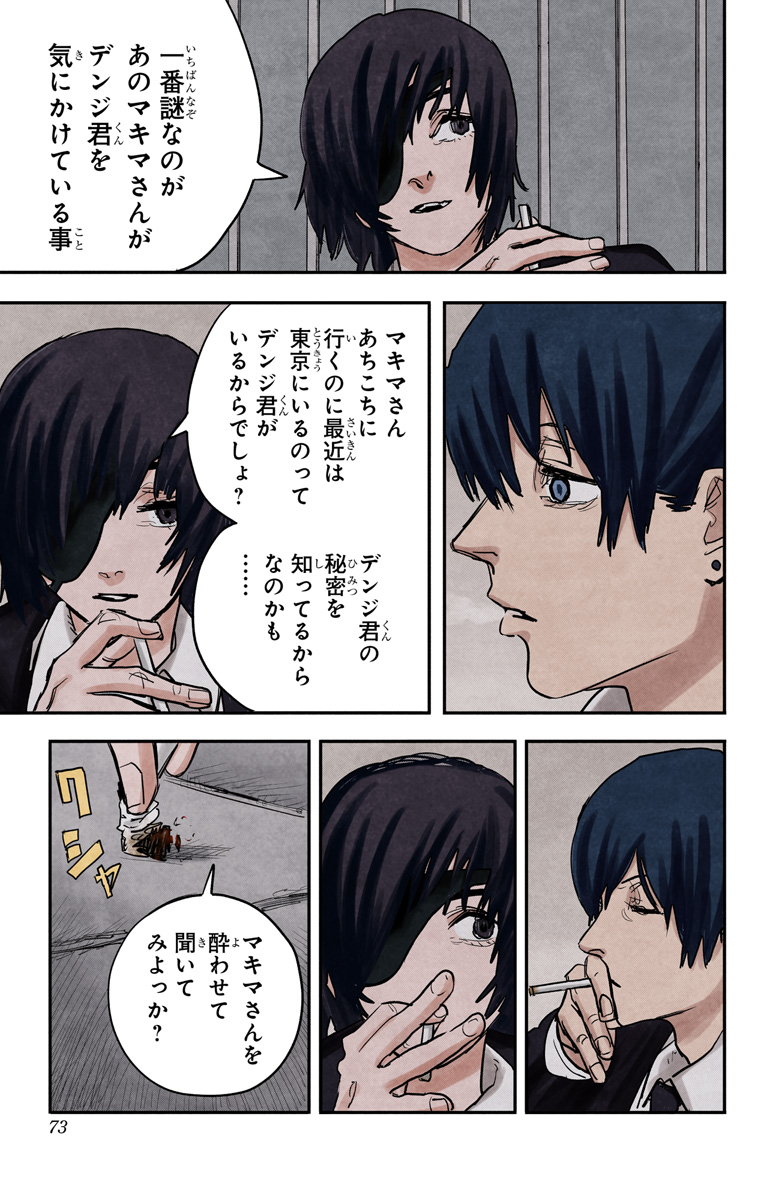 一番謎なのが
あのマキマさんが
デンジ君を
気にかけている事
マキマさん
あちこちに
行くのに最近は
東京にいるのって
デンジ君が
いるからでしょ?
デンジ君の
秘密を
知ってるから
なのかも
……
クシャ
マキマさんを
酔わせて
聞いて
みよっか?
73